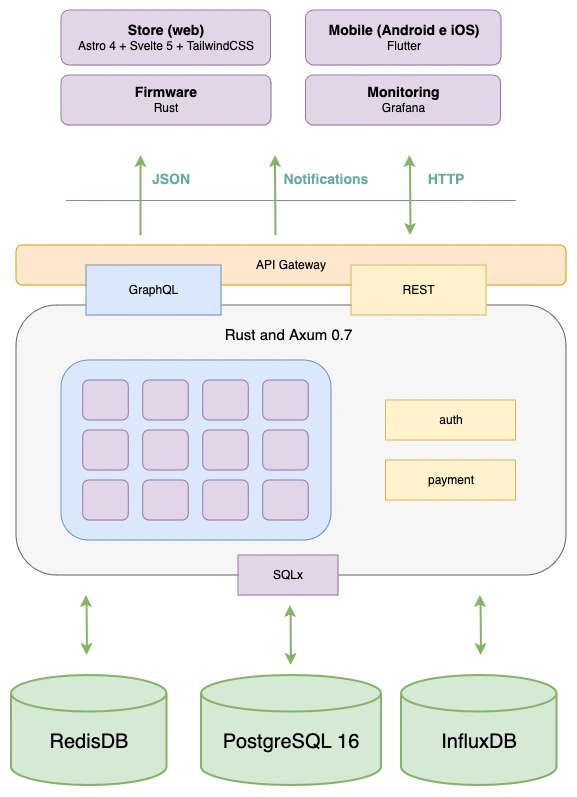 Store (web)
Astro 4 + Svelte 5 + TailwindCSS
Mobile (Android e iOS)
Flutter
Firmware
Rust
Monitoring
Grafana
JSON
Notifications
HTTP
API Gateway
GraphQL
REST
Rust and Axum 0.7
auth
payment
SQLx
RedisDB
PostgreSQL 16
InfluxDB